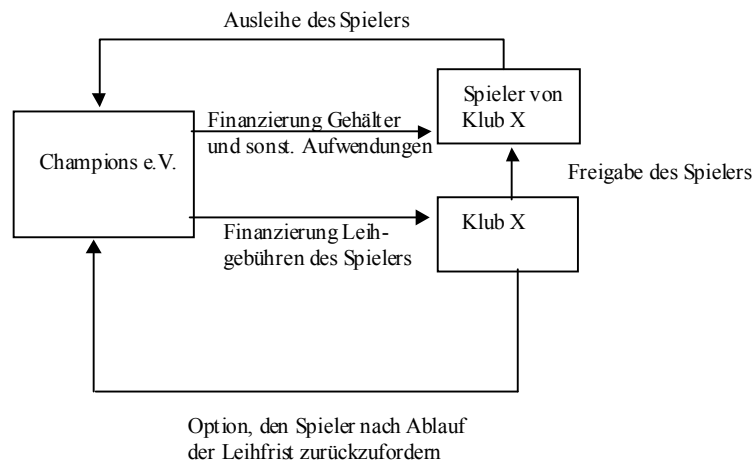 Ausleihe des Spielers
Spieler von
Klub X
Finanzierung Gehälter
und sonst. Aufwendungen
Champions e.V.
Freigabe des Spielers
Klub X
Finanzierung Leih-
gebühren des Spielers
Option, den Spieler nach Ablauf
der Leihfrist zurückzufordern